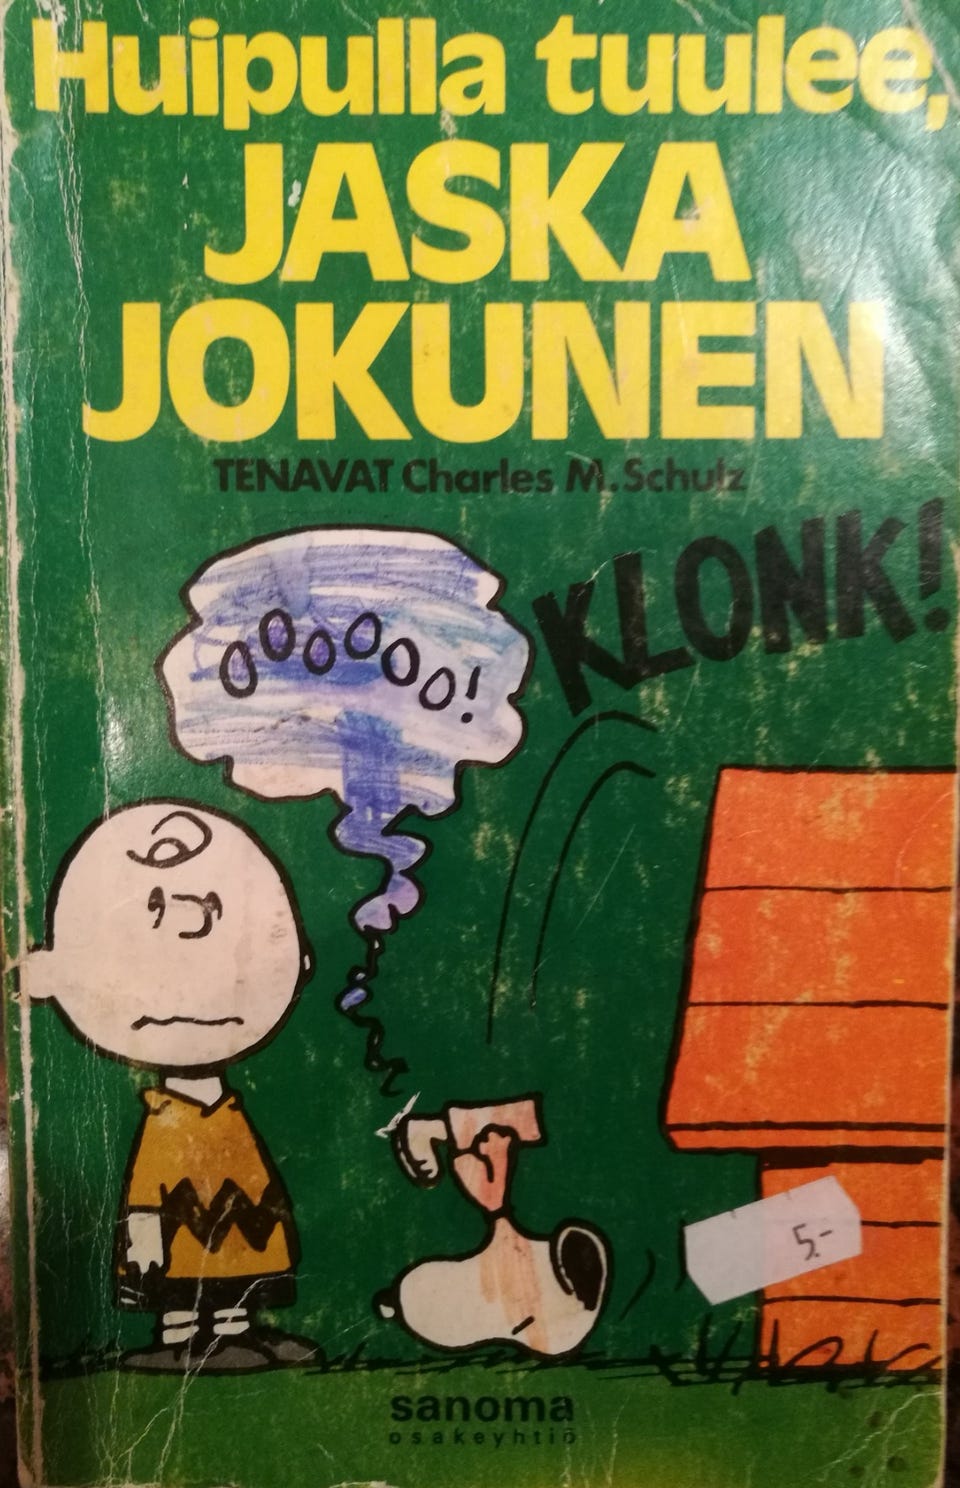 Huipulla tuulee,
JASKA
JOKUNEN
TENAVAT Charles M. Schulz
KLONK!
OOOOOO!
5.-
sanoma
osakeyhtiö